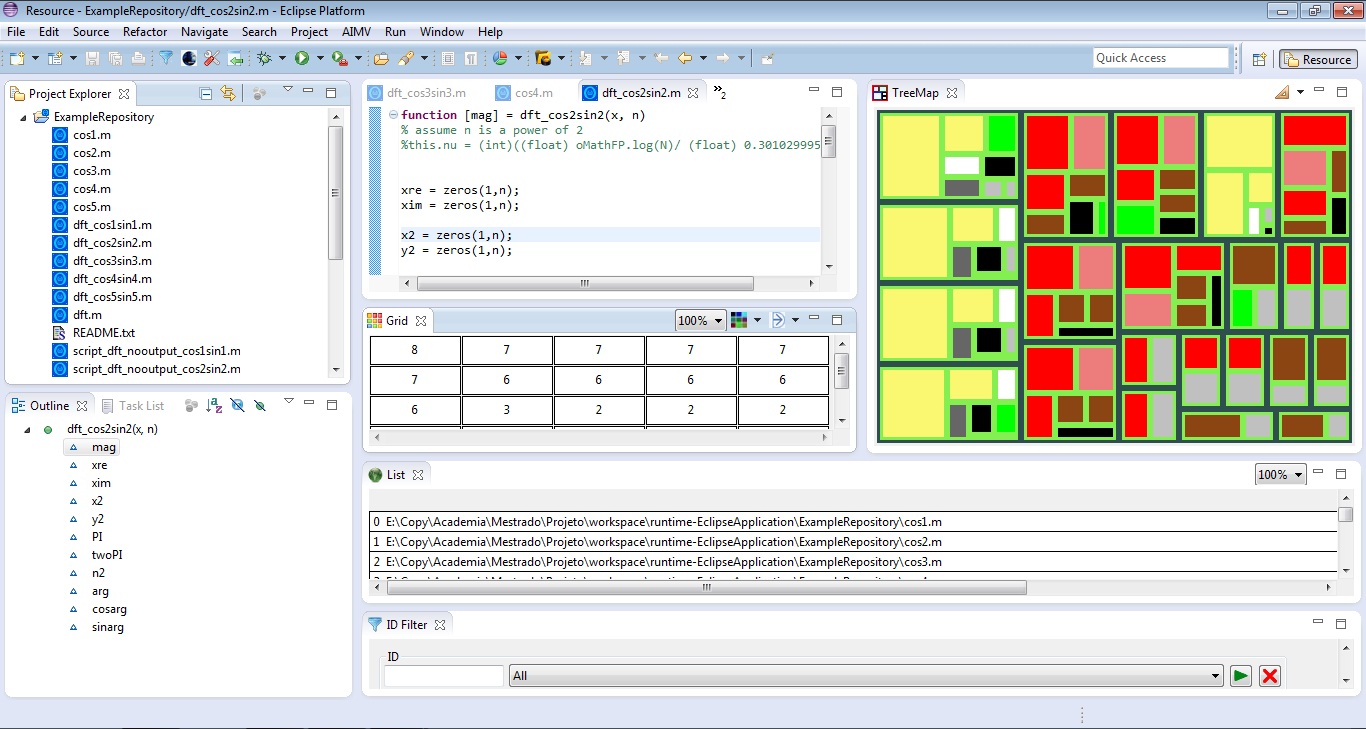 Resource - ExampleRepository/dft_cos2sin2.m - Eclipse Platform
File Edit Source Refactor Navigate Search Project AIMV Run Window Help
Quick Access
Resource
Project Explorer
ExampleRepository
cos1.m
cos2.m
cos3.m
cos4.m
cos5.m
dft_cos1sin1.m
dft_cos2sin2.m
dft_cos3sin3.m
dft_cos4sin4.m
dft_cos5sin5.m
dft.m
README.txt
script_dft_nooutput_cos1sin1.m
script_dft_nooutput_cos2sin2.m
Outline Task List
dft_cos2sin2(x, n)
mag
xre
xim
x2
y2
PI
twoPI
n2
arg
cosarg
sinarg
dft_cos3sin3.m cos4.m dft_cos2sin2.m »2
function [mag] = dft_cos2sin2(x, n)
% assume n is a power of 2
%this.nu = (int)((float) oMathFP.log(N)/ (float) 0.301029995
xre = zeros(1,n);
xim = zeros(1,n);
x2 = zeros(1,n);
y2 = zeros(1,n);
Grid 100%
8 7 7 7 7
7 6 6 6 6
6 3 2 2 2
TreeMap
List 100%
0 E:\Copy\Academia\Mestrado\Projeto\workspace\runtime-EclipseApplication\ExampleRepository\cos1.m
1 E:\Copy\Academia\Mestrado\Projeto\workspace\runtime-EclipseApplication\ExampleRepository\cos2.m
2 E:\Copy\Academia\Mestrado\Projeto\workspace\runtime-EclipseApplication\ExampleRepository\cos3.m
ID Filter
ID
All